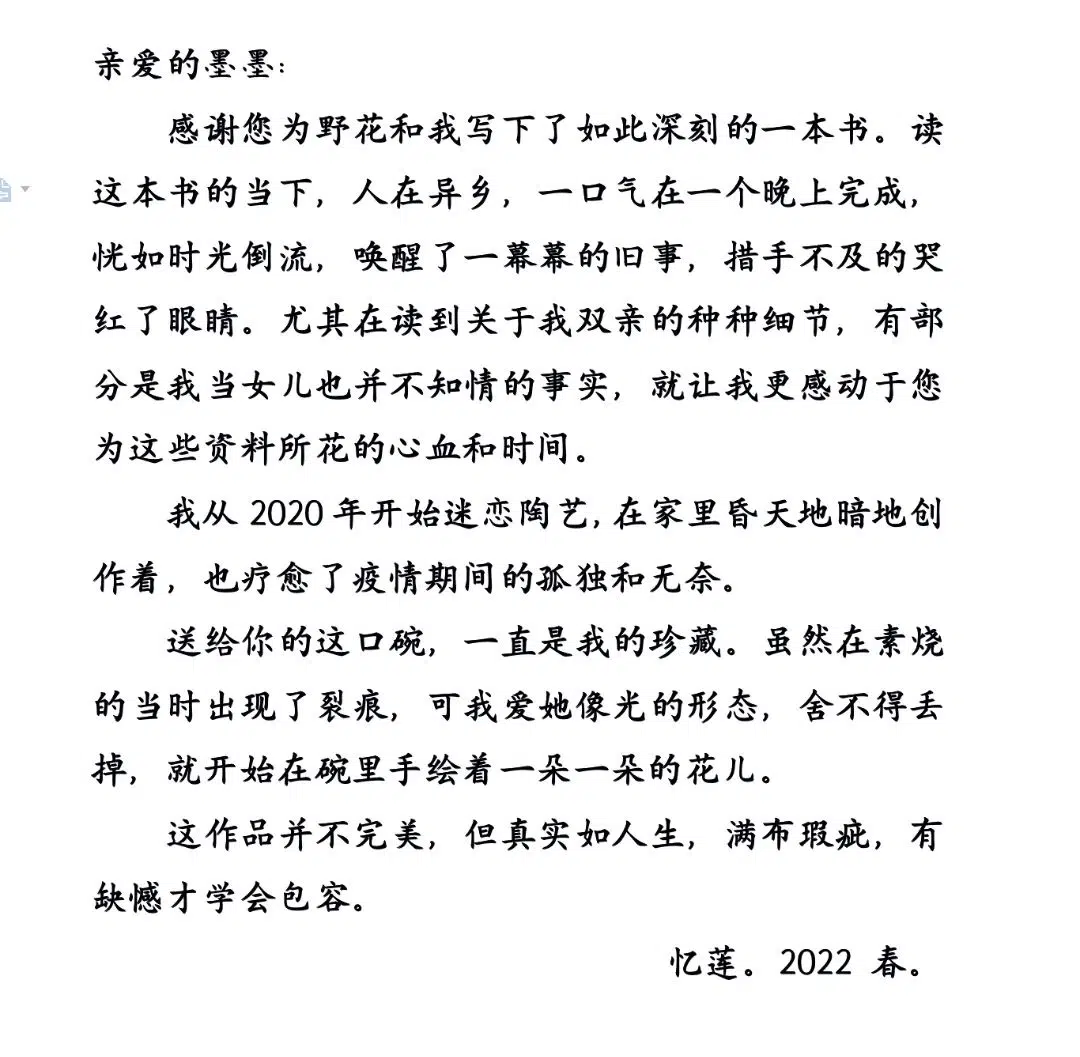 亲爱的墨墨：
感谢您为野花和我写下了如此深刻的一本书。读
这本书的当下，人在异乡，一口气在一个晚上完成，
恍如时光倒流，唤醒了一幕幕的旧事，措手不及的哭
红了眼睛。尤其在读到关于我双亲的种种细节，有部
分是我当女儿也并不知情的事实，就让我更感动于您
为这些资料所花的心血和时间。
我从 2020 年开始迷恋陶艺，在家里昏天地暗地创
作着，也疗愈了疫情期间的孤独和无奈。
送给你的这口碗，一直是我的珍藏。虽然在素烧
的当时出现了裂痕，可我爱她像光的形态，舍不得丢
掉，就开始在碗里手绘着一朵一朵的花儿。
这作品并不完美，但真实如人生，满布瑕疵，有
缺憾才学会包容。
忆莲。2022 春。